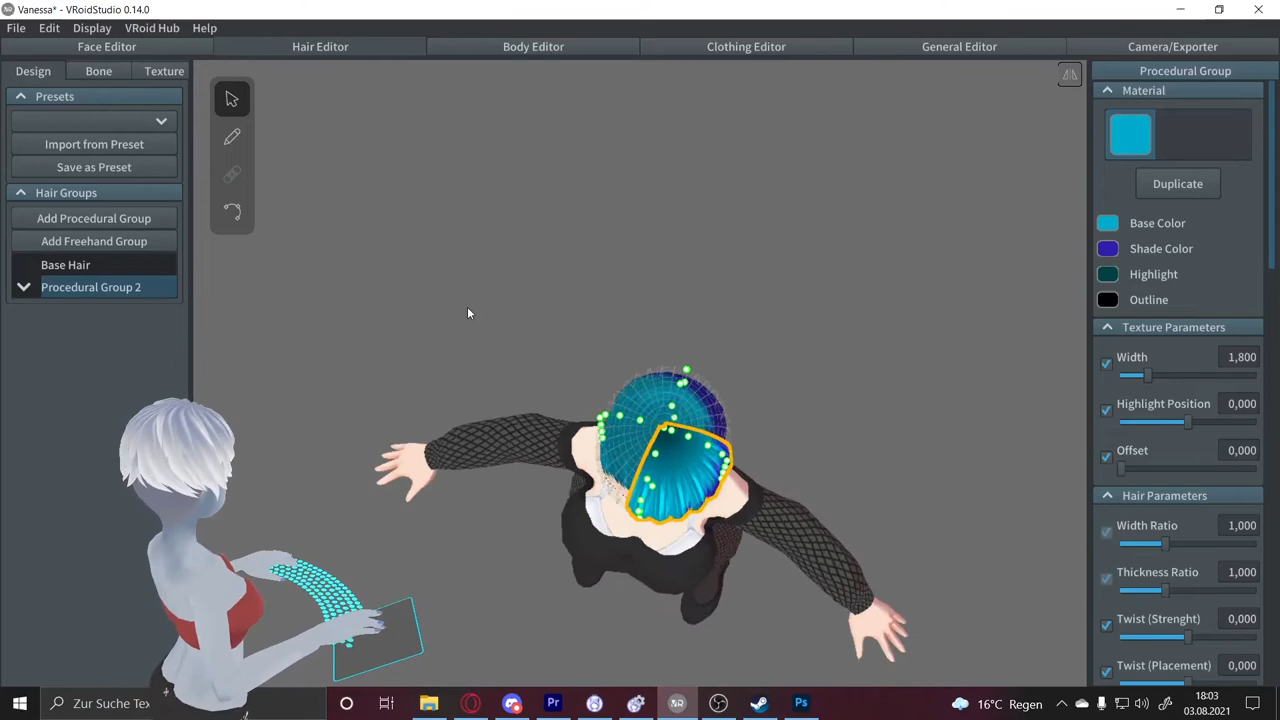 Vanessa* - VRoidStudio 0.14.0
File Edit Display VRoid Hub Help
Face Editor Hair Editor Body Editor Clothing Editor General Editor Camera/Exporter
Design Bone Texture
Presets
Import from Preset
Save as Preset
Hair Groups
Add Procedural Group
Add Freehand Group
Base Hair
Procedural Group 2
Procedural Group
Material
Duplicate
Base Color
Shade Color
Highlight
Outline
Texture Parameters
Width 1,800
Highlight Position 0,000
Offset 0,000
Hair Parameters
Width Ratio 1,000
Thickness Ratio 1,000
Twist (Strenght) 0,000
Twist (Placement) 0,000
Zur Suche Tex
Pr
Ps
16°C Regen
18:03
03.08.2021